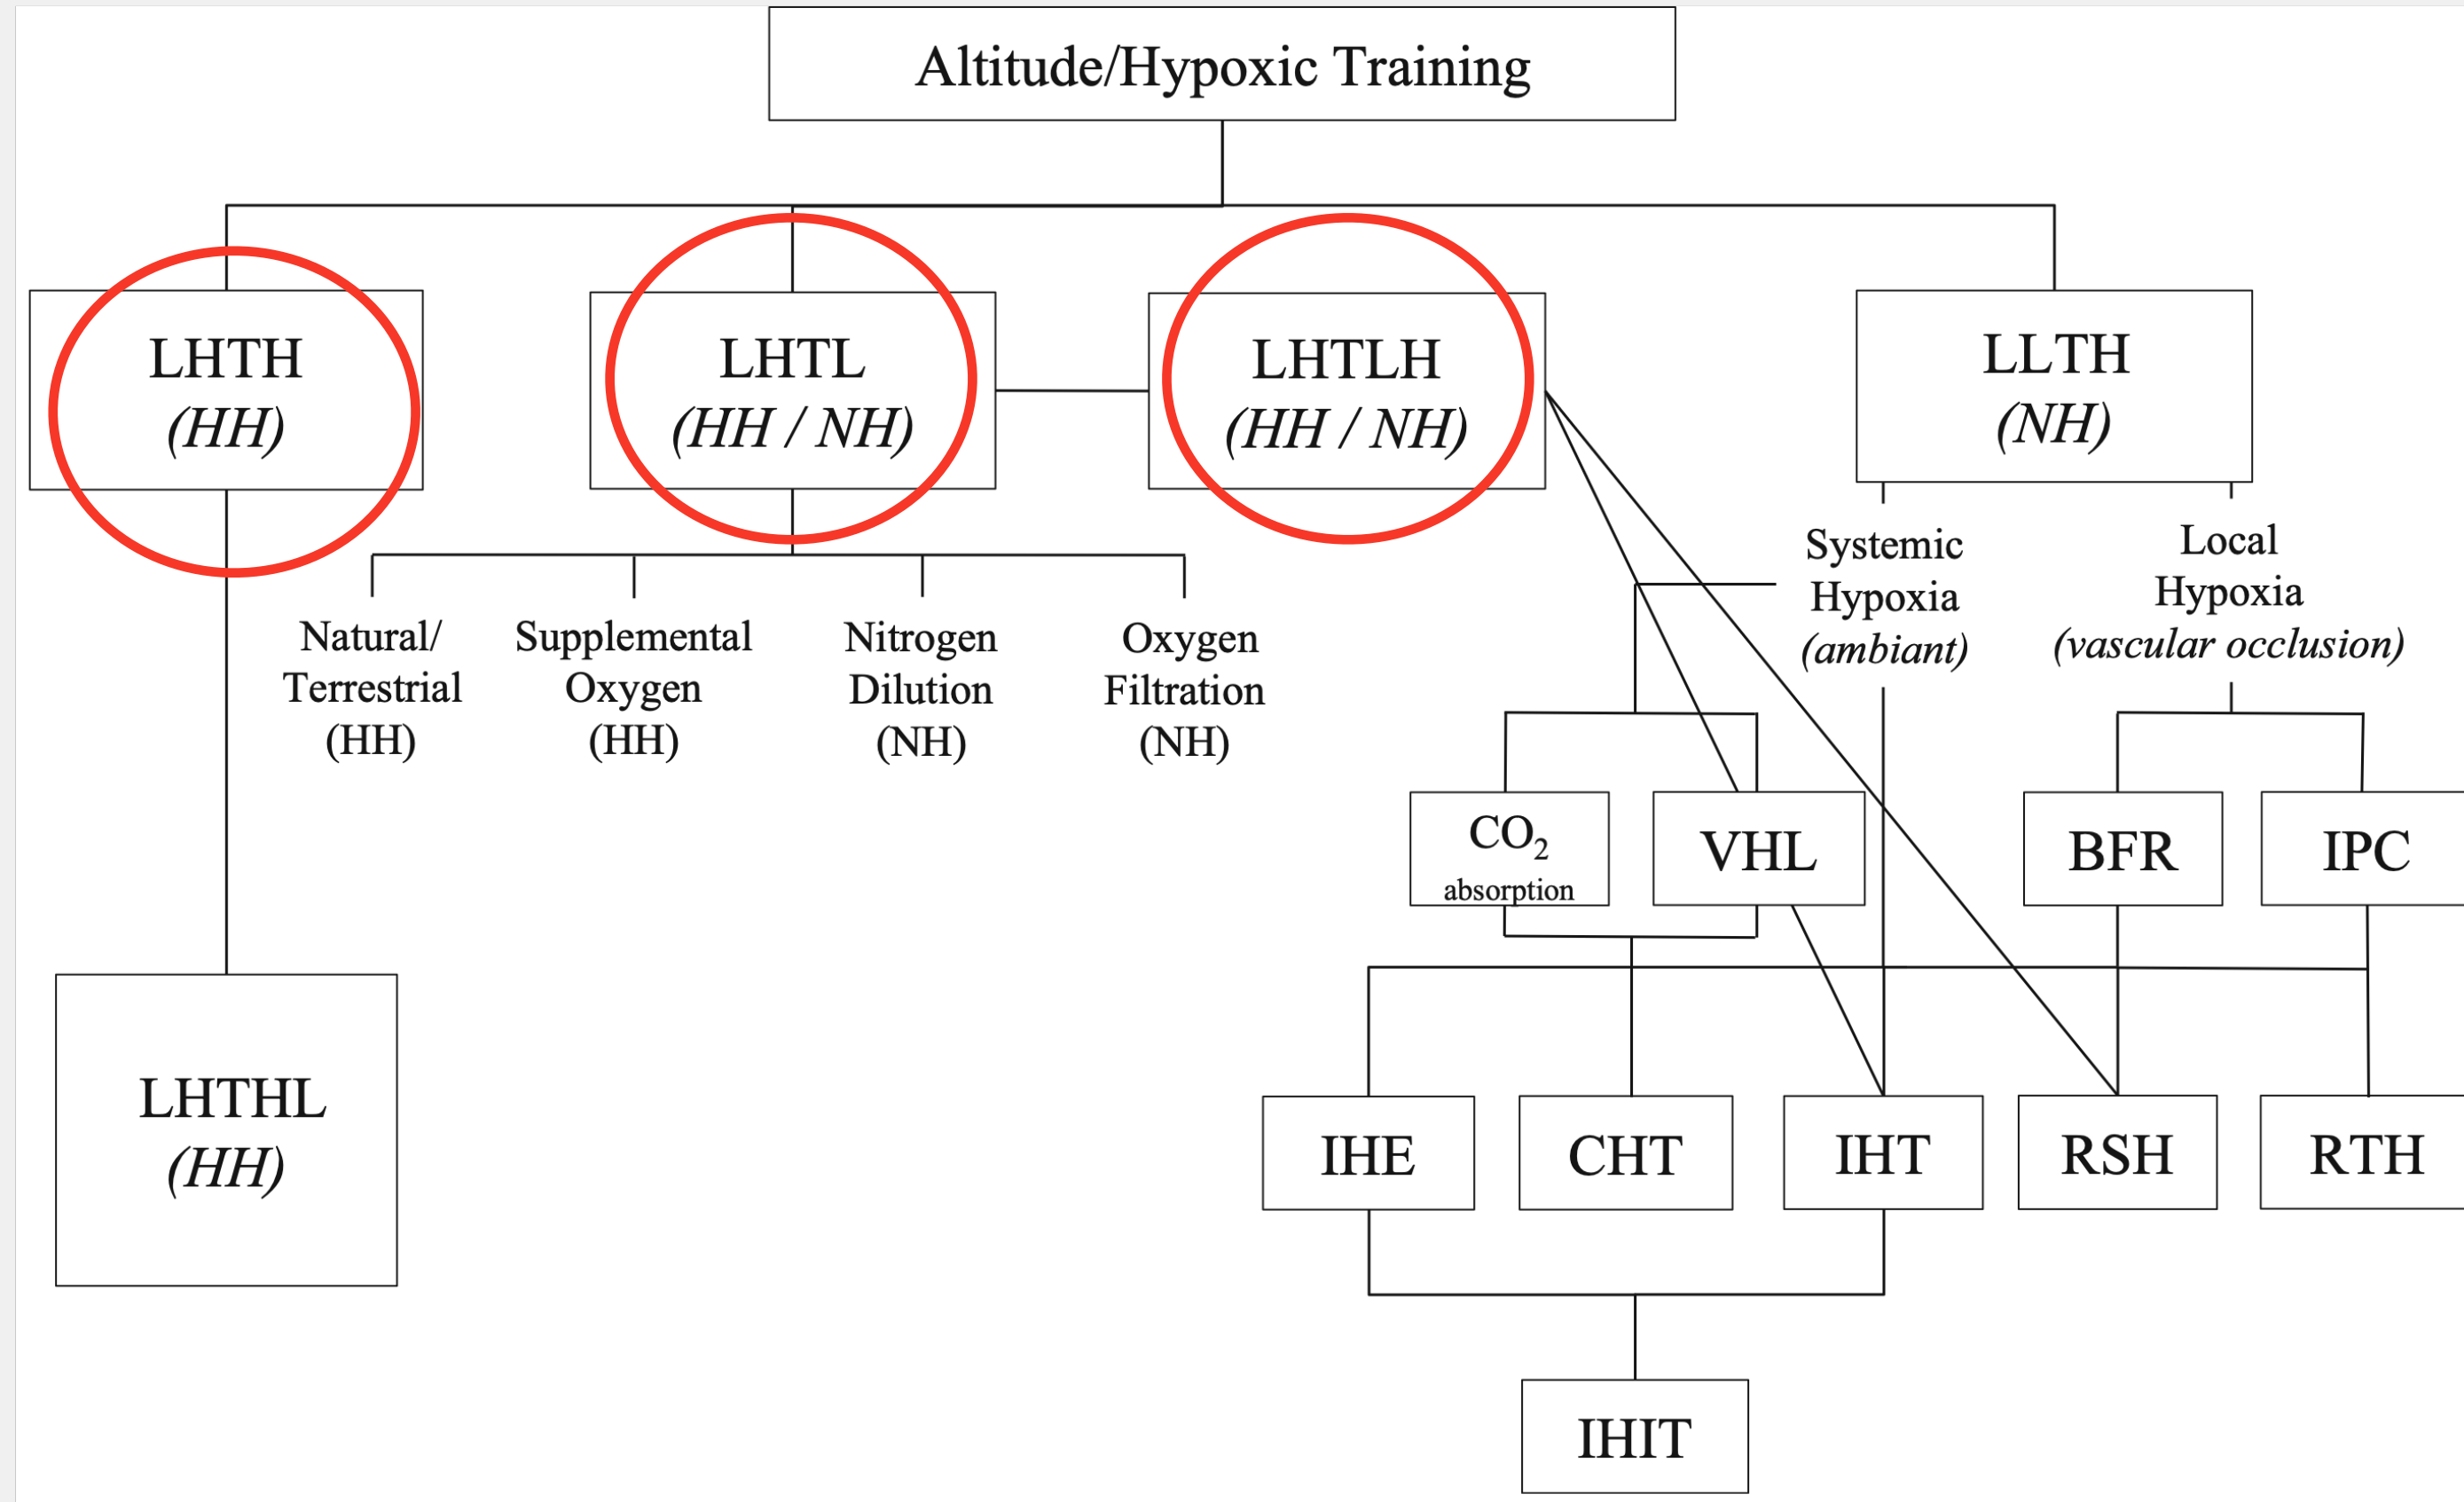 Altitude/Hypoxic Training
LHTH
(HH)
LHTL
(HH / NH)
LHTLH
(HH / NH)
LLTH
(NH)
Systemic
Hypoxia
(ambiant)
Local
Hypoxia
(vascular occlusion)
Natural/
Terrestrial
(HH)
Supplemental
Oxygen
(HH)
Nitrogen
Dilution
(NH)
Oxygen
Filtration
(NH)
CO₂
absorption
VHL
BFR
IPC
LHTHL
(HH)
IHE
CHT
IHT
RSH
RTH
IHIT